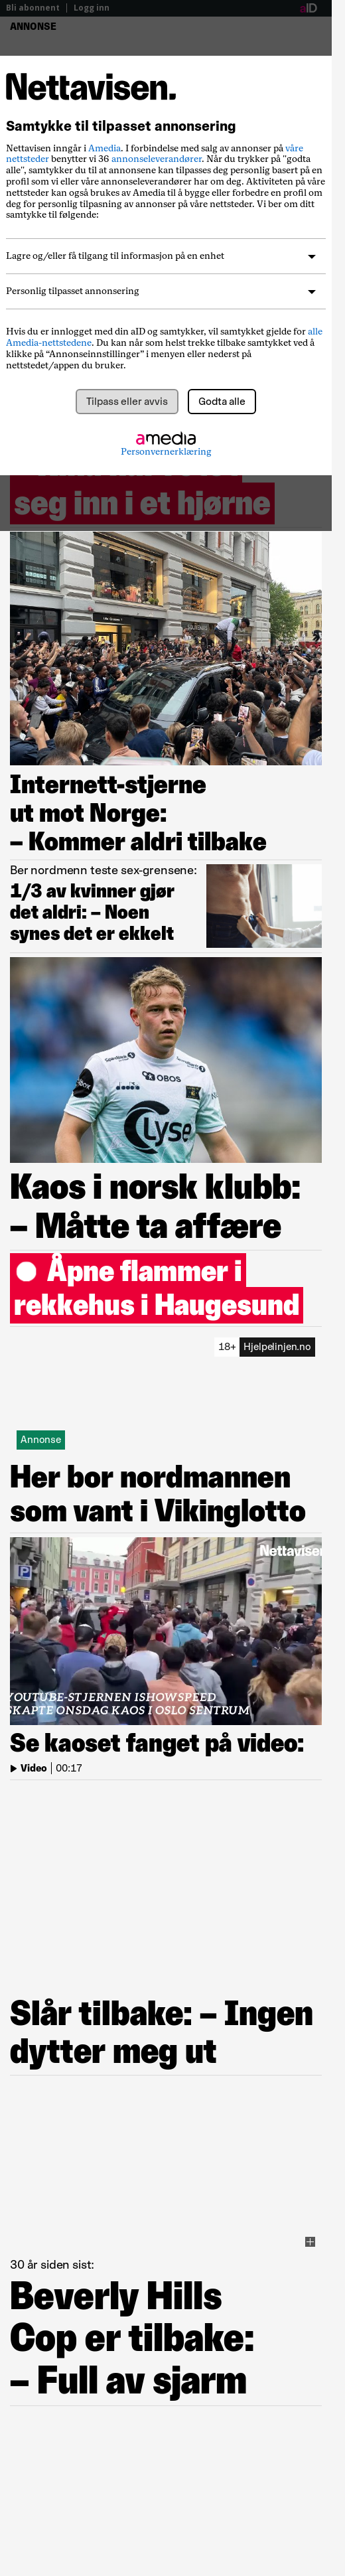 Bli abonnent | Logg inn
aID
ANNONSE
Nettavisen.
Samtykke til tilpasset annonsering
Nettavisen inngår i Amedia. I forbindelse med salg av annonser på våre
nettsteder benytter vi 36 annonseleverandører. Når du trykker på "godta
alle", samtykker du til at annonsene kan tilpasses deg personlig basert på en
profil som vi eller våre annonseleverandører har om deg. Aktiviteten på våre
nettsteder kan også brukes av Amedia til å bygge eller forbedre en profil om
deg for personlig tilpasning av annonser på våre nettsteder. Vi ber om ditt
samtykke til følgende:
Lagre og/eller få tilgang til informasjon på en enhet
Personlig tilpasset annonsering
Hvis du er innlogget med din aID og samtykker, vil samtykket gjelde for alle
Amedia-nettstedene. Du kan når som helst trekke tilbake samtykket ved å
klikke på “Annonseinnstillinger” i menyen eller nederst på
nettstedet/appen du bruker.
Tilpass eller avvis
Godta alle
amedia
Personvernerklæring
seg inn i et hjørne
Internett-stjerne
ut mot Norge:
– Kommer aldri tilbake
Ber nordmenn teste sex-grensene:
1/3 av kvinner gjør
det aldri: – Noen
synes det er ekkelt
OBOS
Lyse
Kaos i norsk klubb:
– Måtte ta affære
Åpne flammer i
rekkehus i Haugesund
18+ Hjelpelinjen.no
Annonse
Her bor nordmannen
som vant i Vikinglotto
Nettavisen
P
YOUTUBE-STJERNEN ISHOWSPEED
SKAPTE ONSDAG KAOS I OSLO SENTRUM
Se kaoset fanget på video:
Video | 00:17
Slår tilbake: – Ingen
dytter meg ut
30 år siden sist:
Beverly Hills
Cop er tilbake:
– Full av sjarm